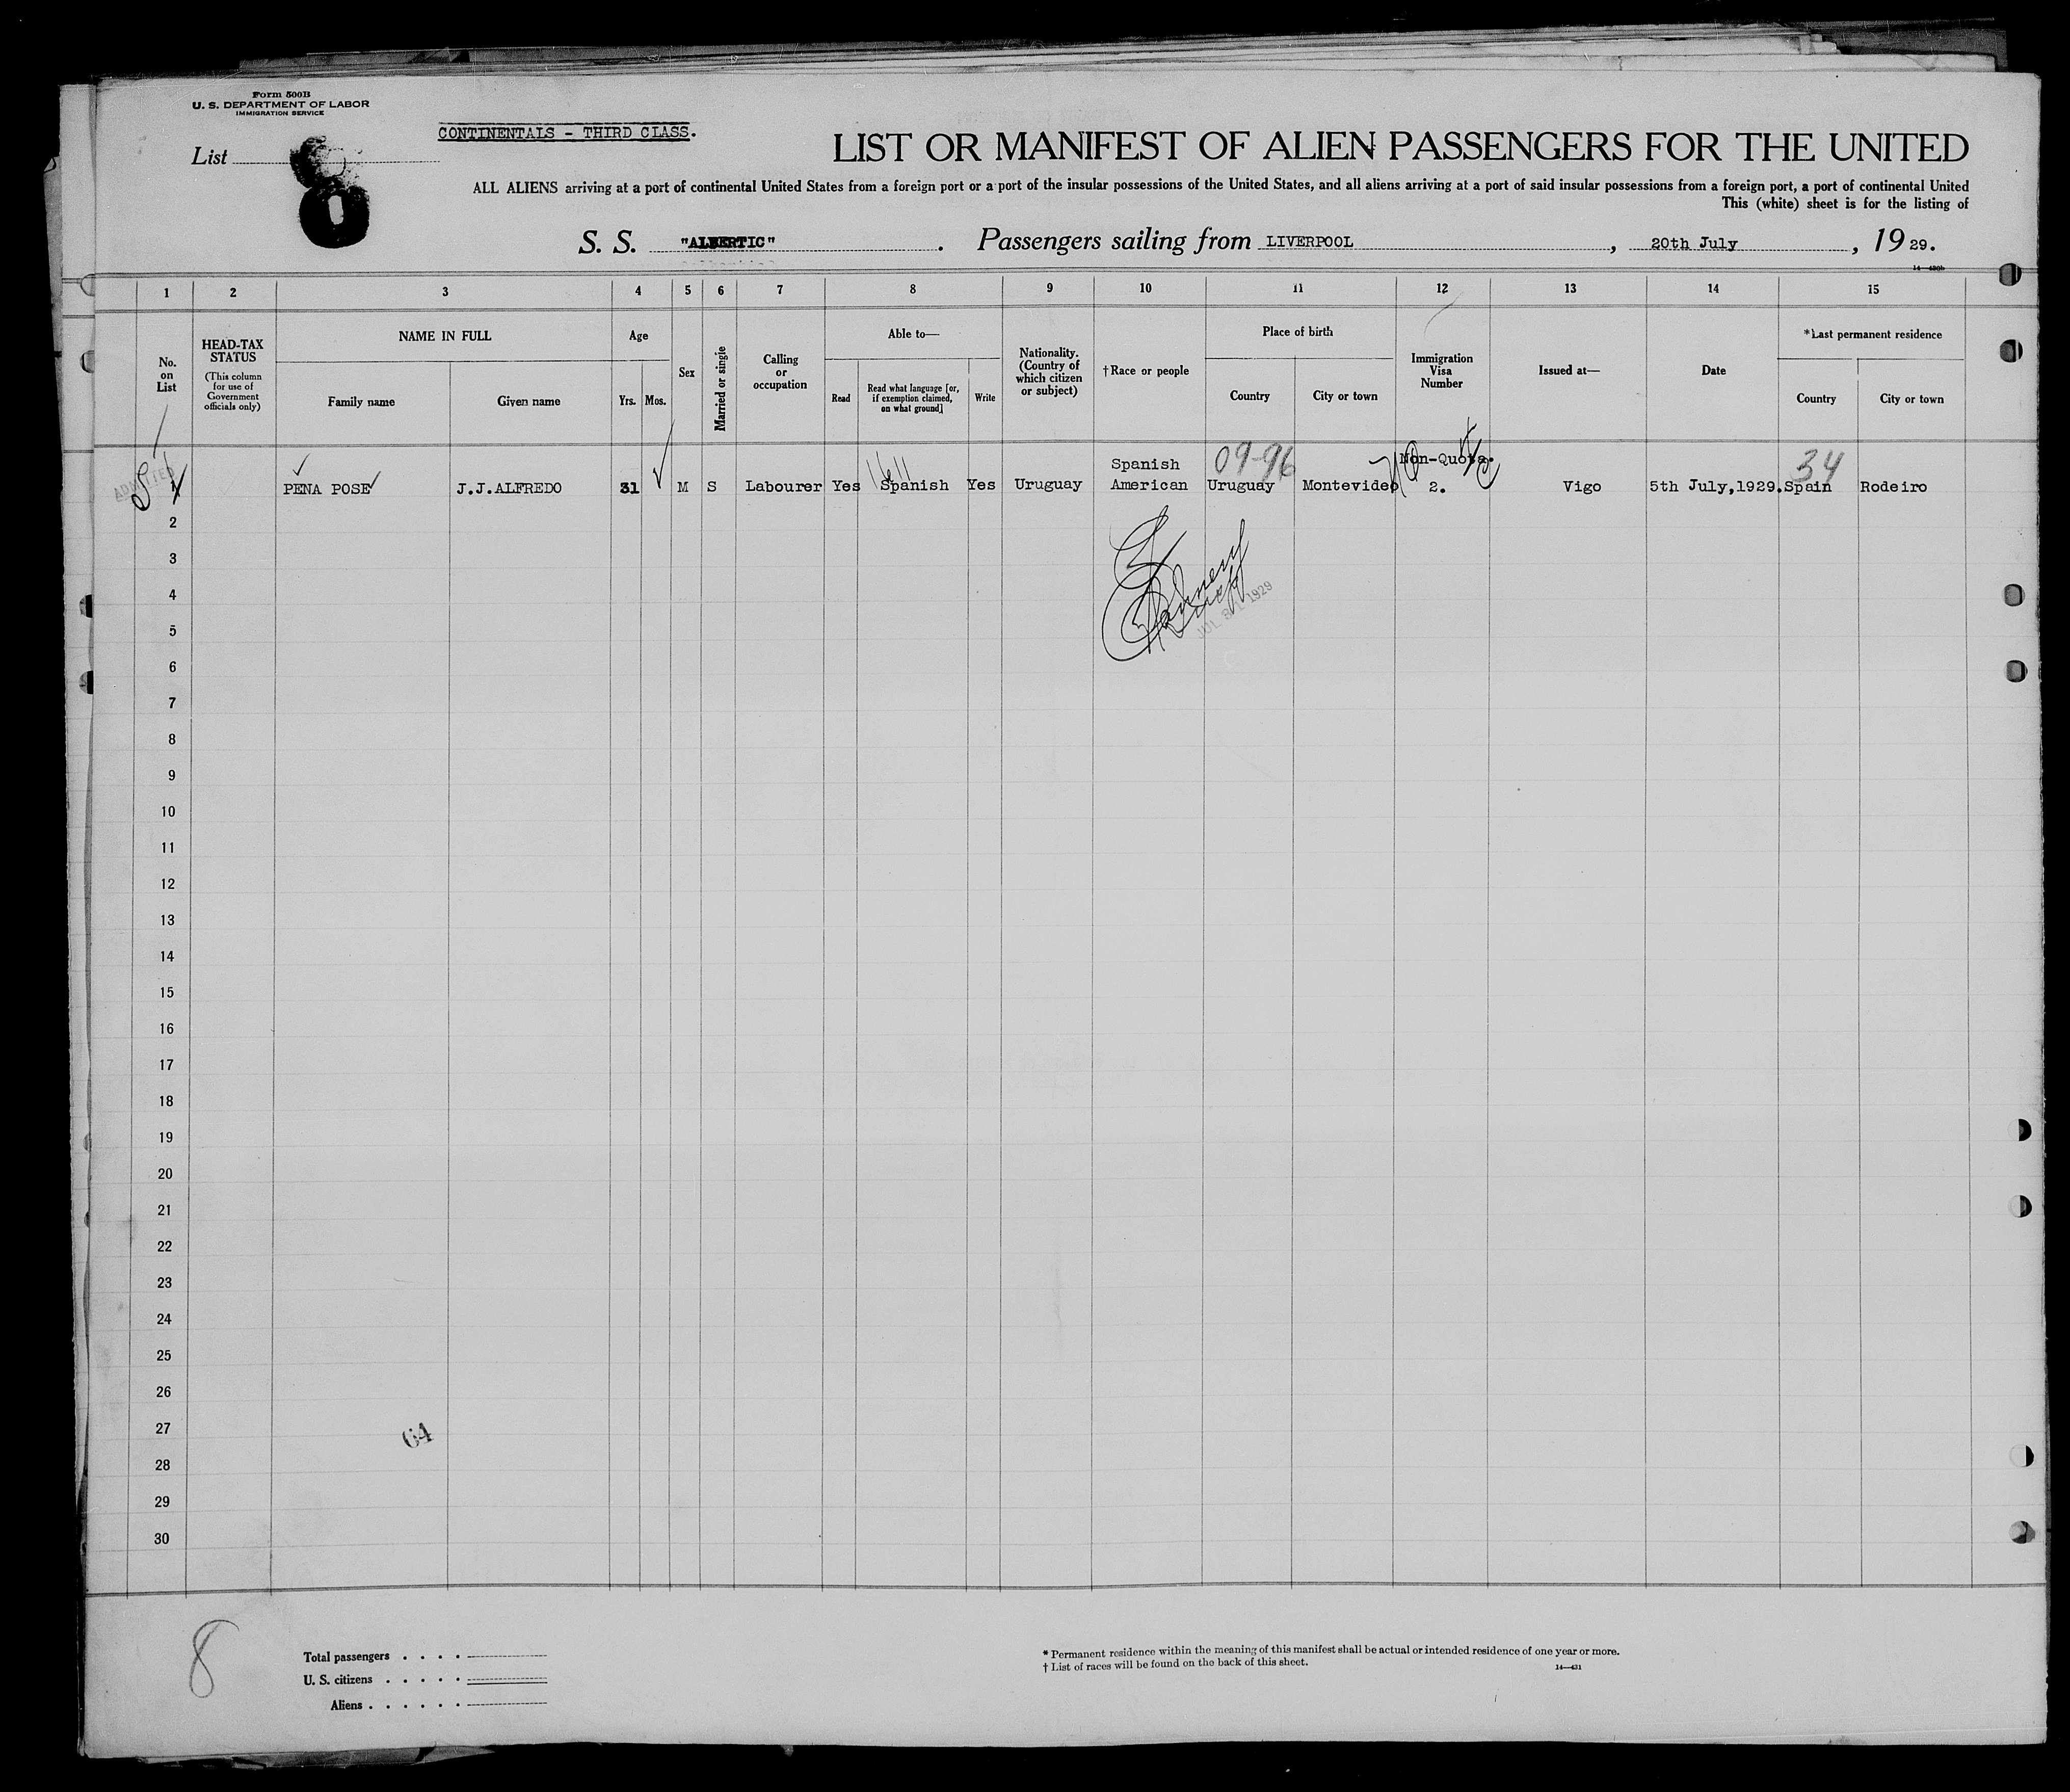 Form 500B
U. S. DEPARTMENT OF LABOR
IMMIGRATION SERVICE
CONTINENTALS - THIRD CLASS.
List 8
LIST OR MANIFEST OF ALIEN PASSENGERS FOR THE UNITED
ALL ALIENS arriving at a port of continental United States from a foreign port or a port of the insular possessions of the United States, and all aliens arriving at a port of said insular possessions from a foreign port, a port of continental United
This (white) sheet is for the listing of
S. S. "ALBERTIC". Passengers sailing from LIVERPOOL, 20th July, 1929.
1 2 3 4 5 6 7 8 9 10 11 12 13 14 15
No. on List
HEAD-TAX STATUS
(This column for use of Government officials only)
NAME IN FULL
Family name
Given name
Age
Yrs. Mos.
Sex
Married or single
Calling or occupation
Able to—
Read
Read what language [or, if exemption claimed, on what ground]
Write
Nationality. (Country of which citizen or subject)
†Race or people
Place of birth
Country
City or town
Immigration Visa Number
Issued at—
Date
*Last permanent residence
Country
City or town
ADMITTED
Spanish 09-96 Non-Quota. 34
1 PENA POSE J.J.ALFREDO 31 M S Labourer Yes Spanish Yes Uruguay American Uruguay Montevideo 2. Vigo 5th July,1929. Spain Rodeiro
2
3
4
JUL 1929
5
6
7
8
9
10
11
12
13
14
15
16
17
18
19
20
21
22
23
24
25
26
27
64
28
29
30
8
Total passengers
U. S. citizens
Aliens
* Permanent residence within the meaning of this manifest shall be actual or intended residence of one year or more.
† List of races will be found on the back of this sheet.
14—431